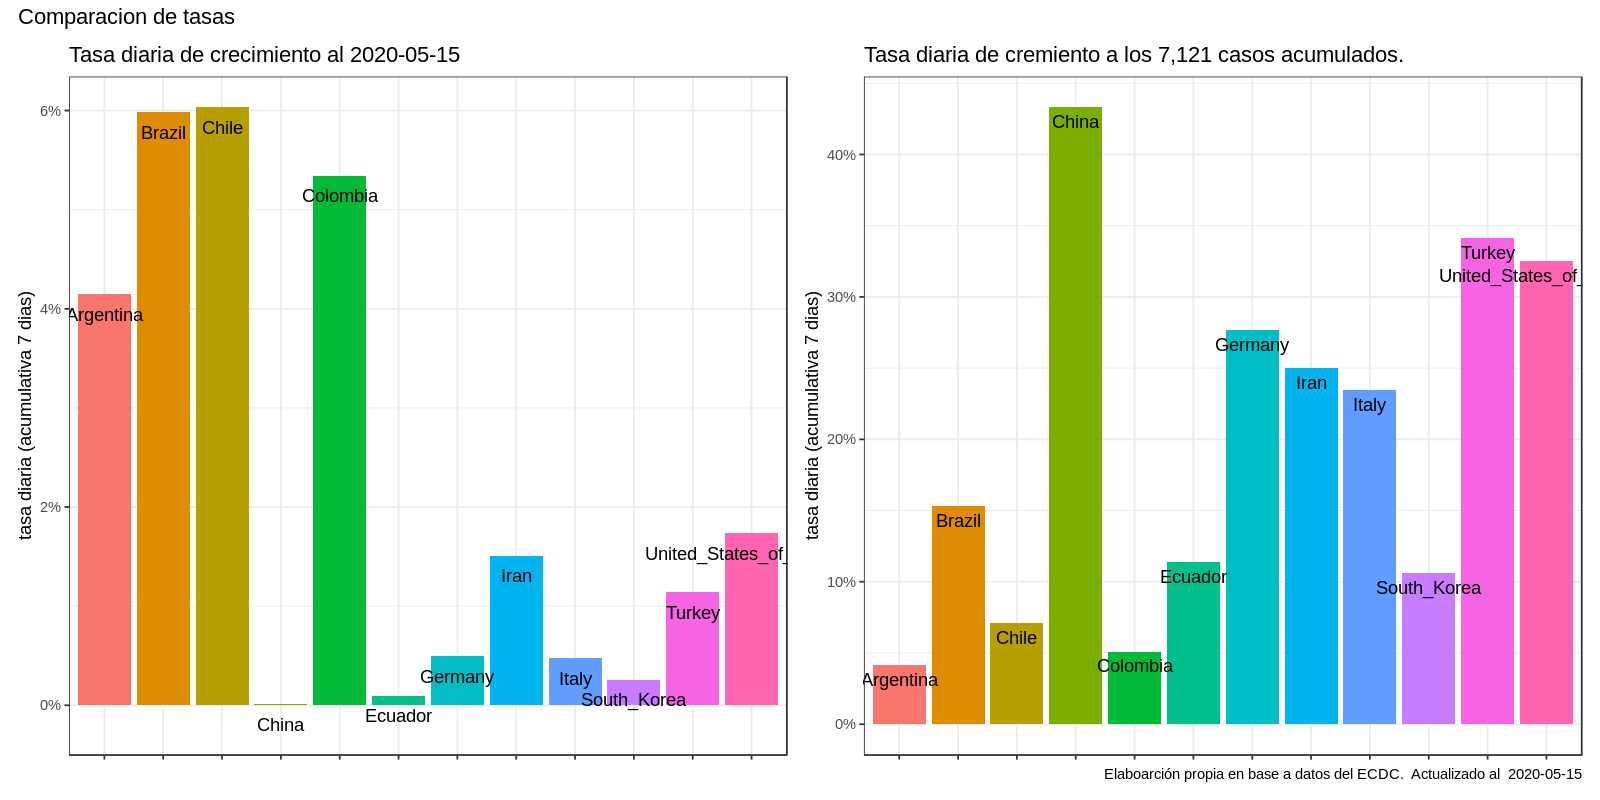 Comparacion de tasas
Tasa diaria de crecimiento al 2020-05-15
tasa diaria (acumulativa 7 dias)
6%
4%
2%
0%
Argentina
Brazil
Chile
China
Colombia
Ecuador
Germany
Iran
Italy
South_Korea
Turkey
United_States_of_
Tasa diaria de cremiento a los 7,121 casos acumulados.
tasa diaria (acumulativa 7 dias)
40%
30%
20%
10%
0%
Argentina
Brazil
Chile
China
Colombia
Ecuador
Germany
Iran
Italy
South_Korea
Turkey
United_States_of_
Elaboarción propia en base a datos del ECDC.  Actualizado al  2020-05-15